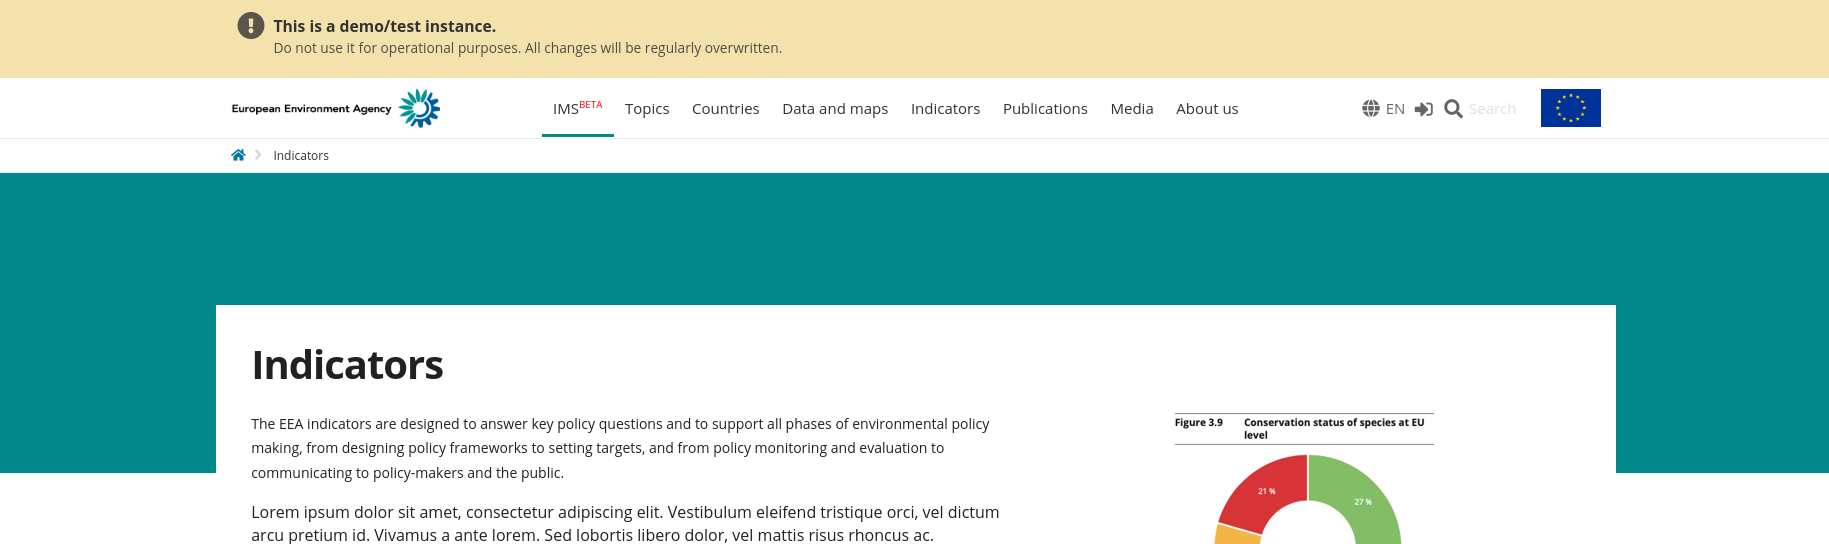 This is a demo/test instance.
Do not use it for operational purposes. All changes will be regularly overwritten.
European Environment Agency
IMSBETA Topics Countries Data and maps Indicators Publications Media About us
EN Search
Indicators
Indicators
The EEA indicators are designed to answer key policy questions and to support all phases of environmental policy
making, from designing policy frameworks to setting targets, and from policy monitoring and evaluation to
communicating to policy-makers and the public.
Lorem ipsum dolor sit amet, consectetur adipiscing elit. Vestibulum eleifend tristique orci, vel dictum
arcu pretium id. Vivamus a ante lorem. Sed lobortis libero dolor, vel mattis risus rhoncus ac.
Figure 3.9 Conservation status of species at EU
level
21 %
27 %